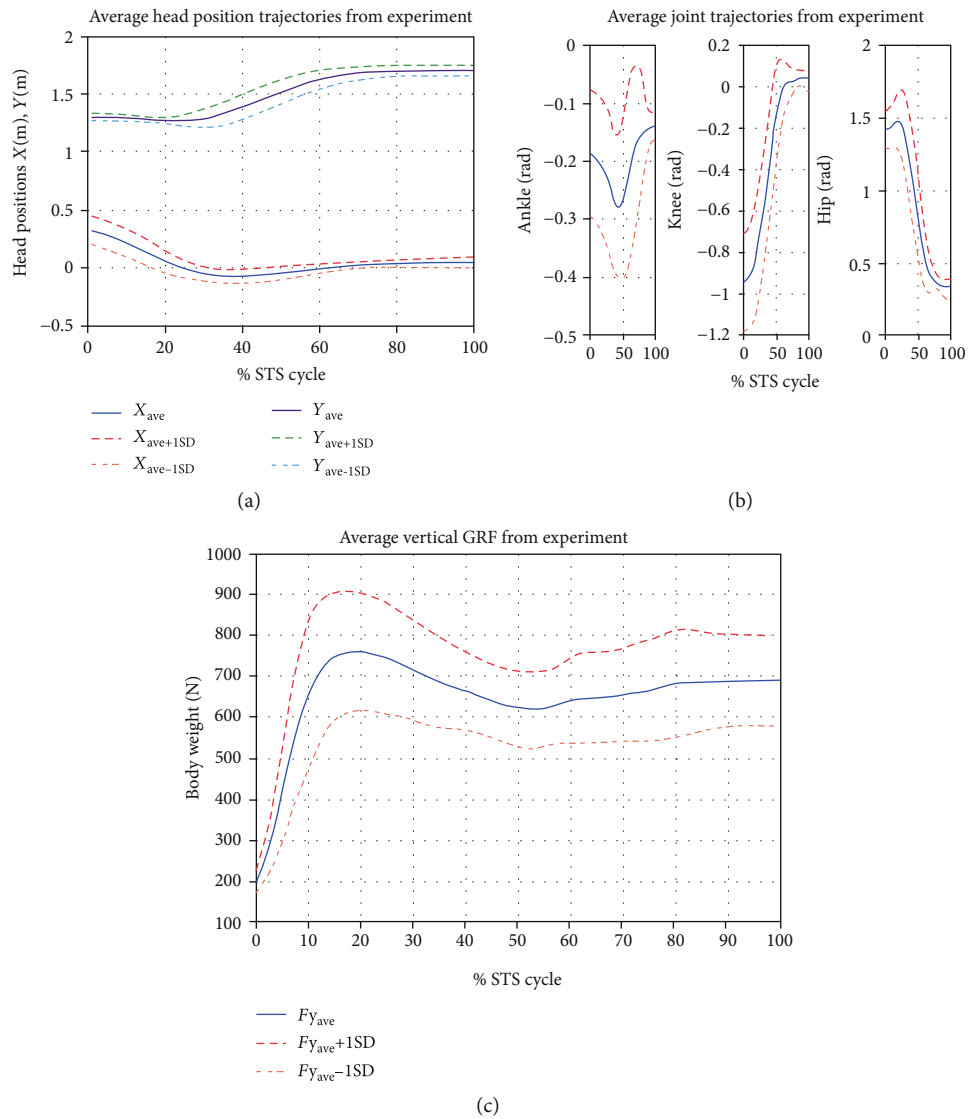 Average head position trajectories from experiment
Head positions X(m), Y(m)
2
1.5
1
0.5
0
−0.5
0 20 40 60 80 100
% STS cycle
X_ave
X_ave+1SD
X_ave−1SD
Y_ave
Y_ave+1SD
Y_ave-1SD
(a)
Average joint trajectories from experiment
Ankle (rad)
0
−0.1
−0.2
−0.3
−0.4
−0.5
0 50 100
Knee (rad)
0.2
0
−0.2
−0.4
−0.6
−0.8
−1
−1.2
0 50 100
Hip (rad)
2
1.5
1
0.5
0
0 50 100
% STS cycle
(b)
Average vertical GRF from experiment
Body weight (N)
1000
900
800
700
600
500
400
300
200
100
0 10 20 30 40 50 60 70 80 90 100
% STS cycle
Fy_ave
Fy_ave+1SD
Fy_ave−1SD
(c)